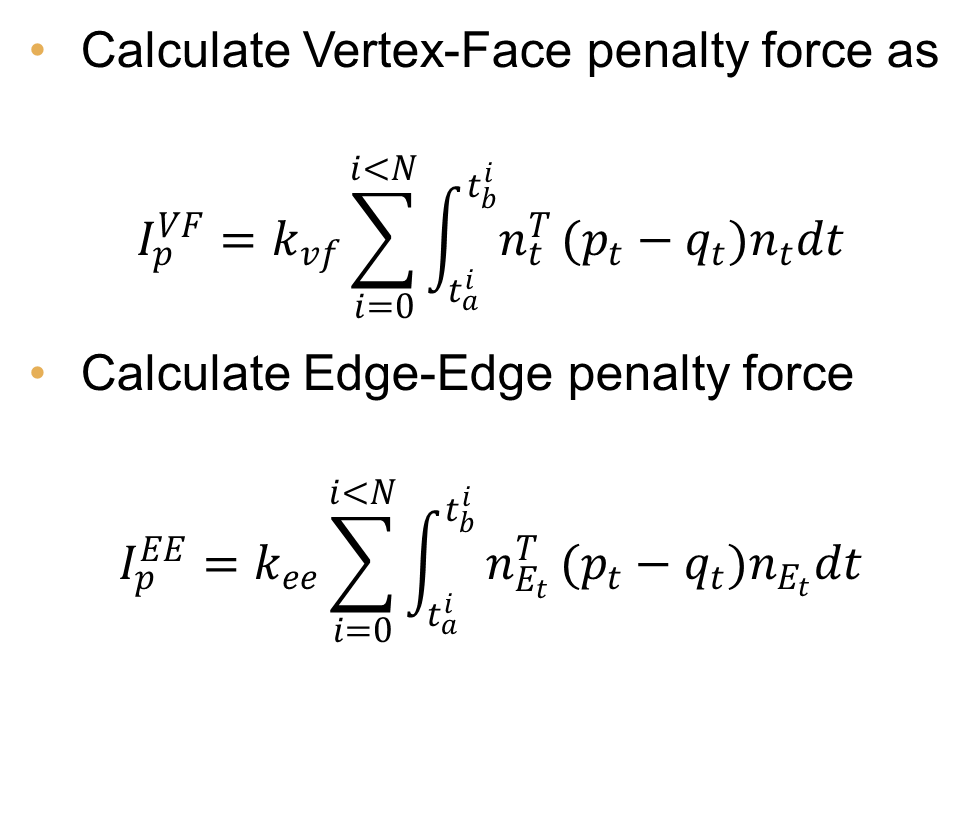 • Calculate Vertex-Face penalty force as
$I_p^{VF} = k_{vf} \sum_{i=0}^{i<N} \int_{t_a^i}^{t_b^i} n_t^T (p_t - q_t) n_t dt$
• Calculate Edge-Edge penalty force
$I_p^{EE} = k_{ee} \sum_{i=0}^{i<N} \int_{t_a^i}^{t_b^i} n_{E_t}^T (p_t - q_t) n_{E_t} dt$